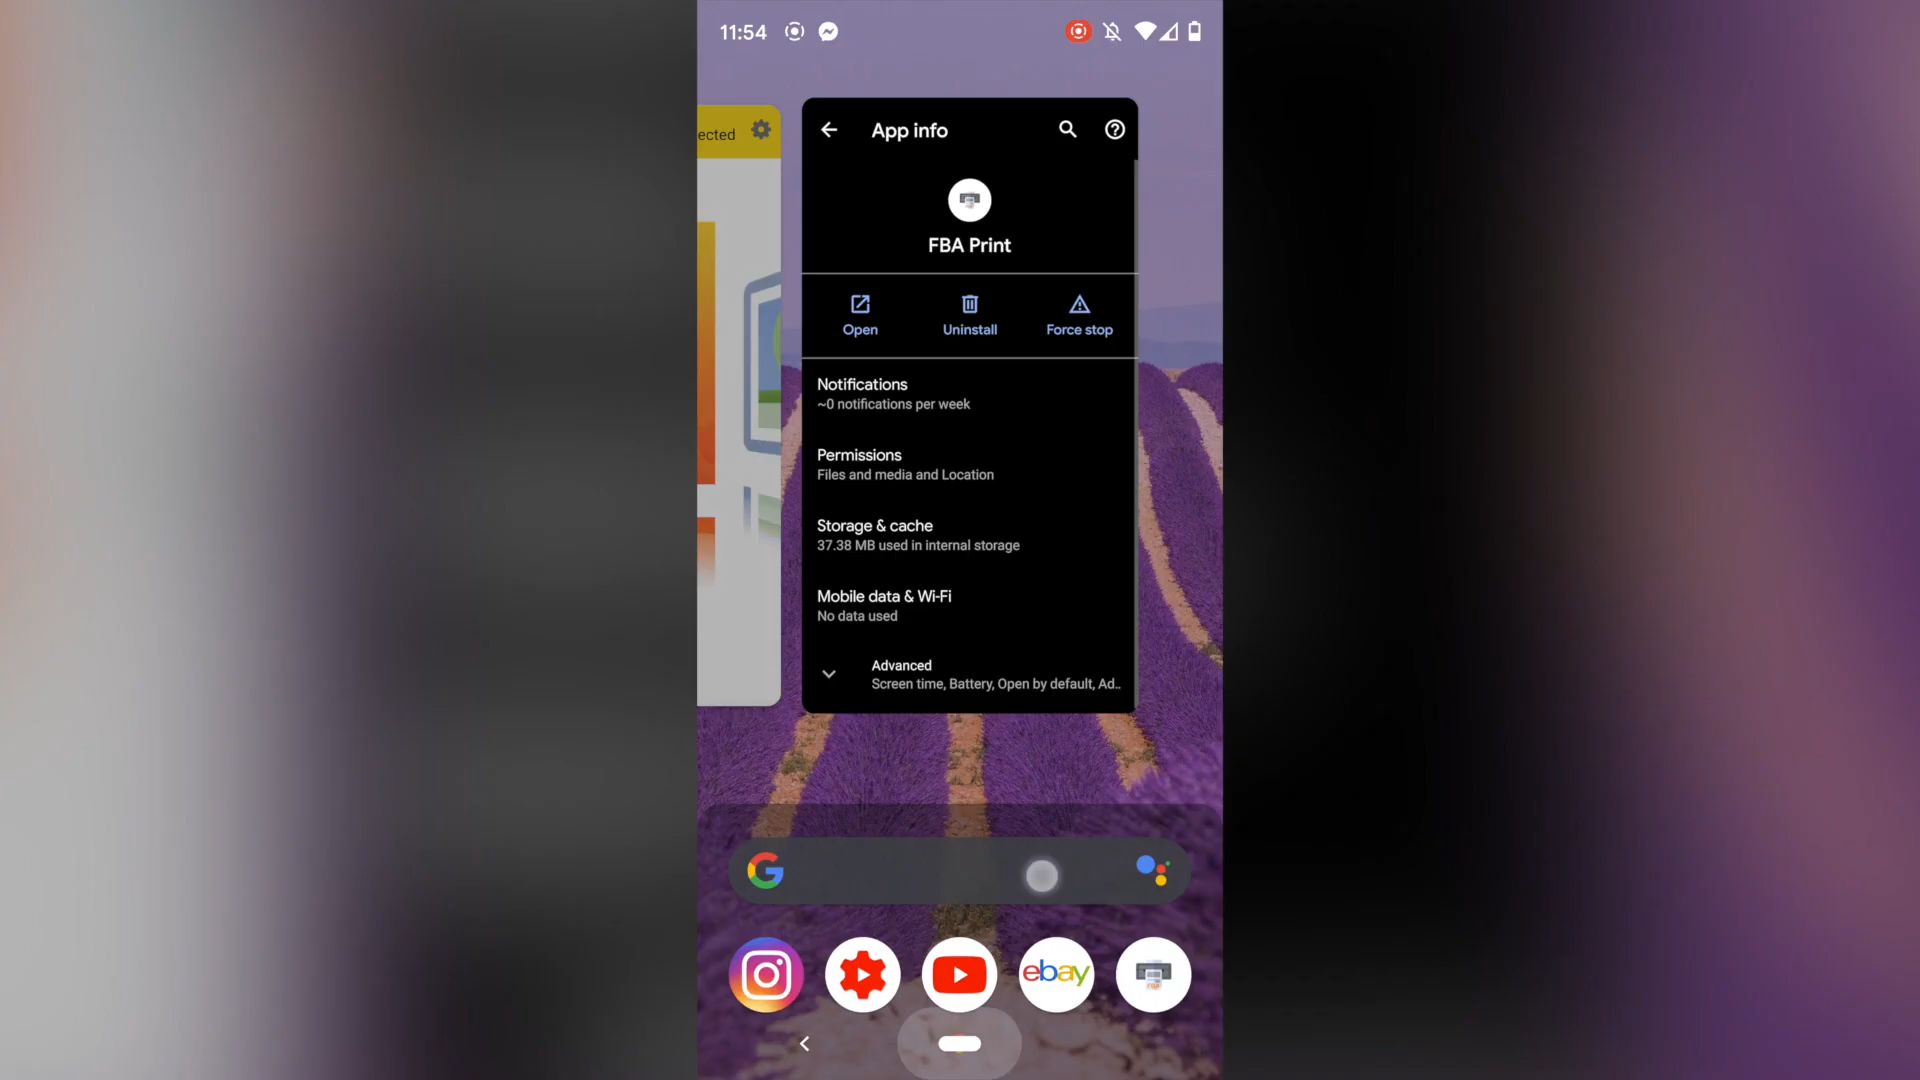 11:54
ected
App info
FBA Print
Open
Uninstall
Force stop
Notifications
~0 notifications per week
Permissions
Files and media and Location
Storage & cache
37.38 MB used in internal storage
Mobile data & Wi-Fi
No data used
Advanced
Screen time, Battery, Open by default, Ad..
ebay
FBA